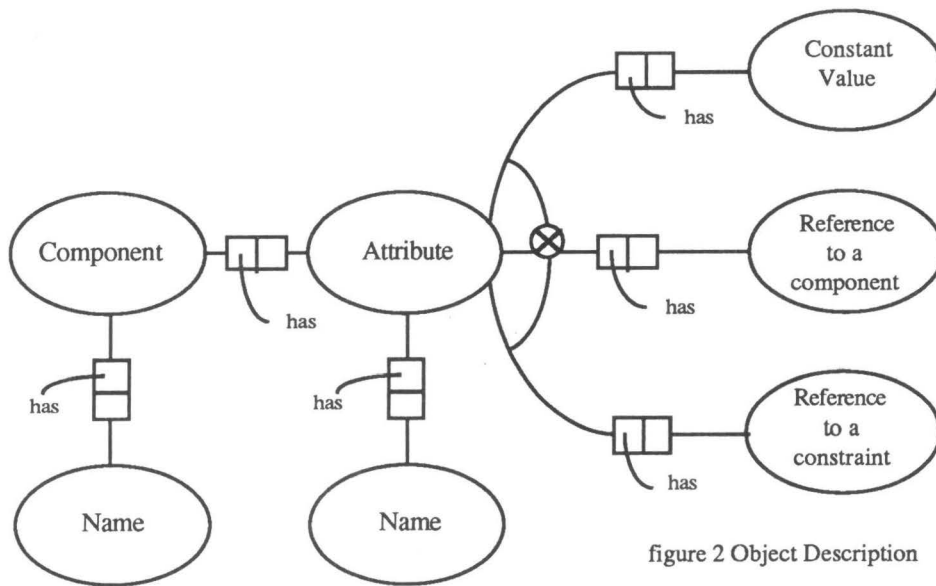 Constant
Value
has
Component
Attribute
Reference
to a
component
has
has
has
has
Reference
to a
constraint
has
Name
Name
figure 2 Object Description